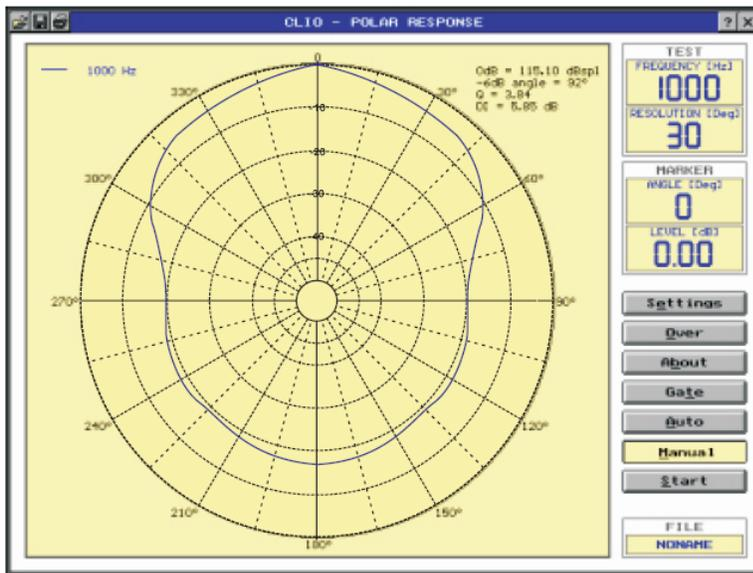 CLIO - POLAR RESPONSE
? X
1000 Hz
0dB = 115.10 dBspl
-6dB angle = 92°
Q = 3.84
DI = 5.85 dB
0
330°
30°
-10
-20
300°
60°
-30
-40
270°
90°
240°
120°
210°
150°
180°
TEST
FREQUENCY [Hz]
1000
RESOLUTION [Deg]
30
MARKER
ANGLE [Deg]
0
LEVEL [dB]
0.00
Settings
Over
About
Gate
Auto
Manual
Start
FILE
NONAME